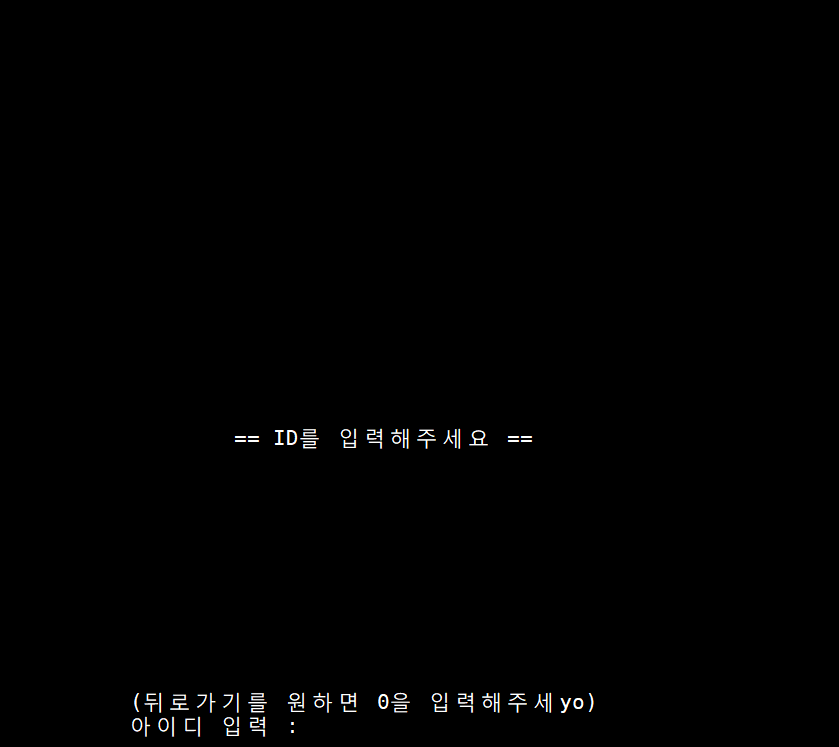 == ID를 입력해주세요 ==
(뒤로가기를 원하면 0을 입력해주세yo)
아이디 입력 :